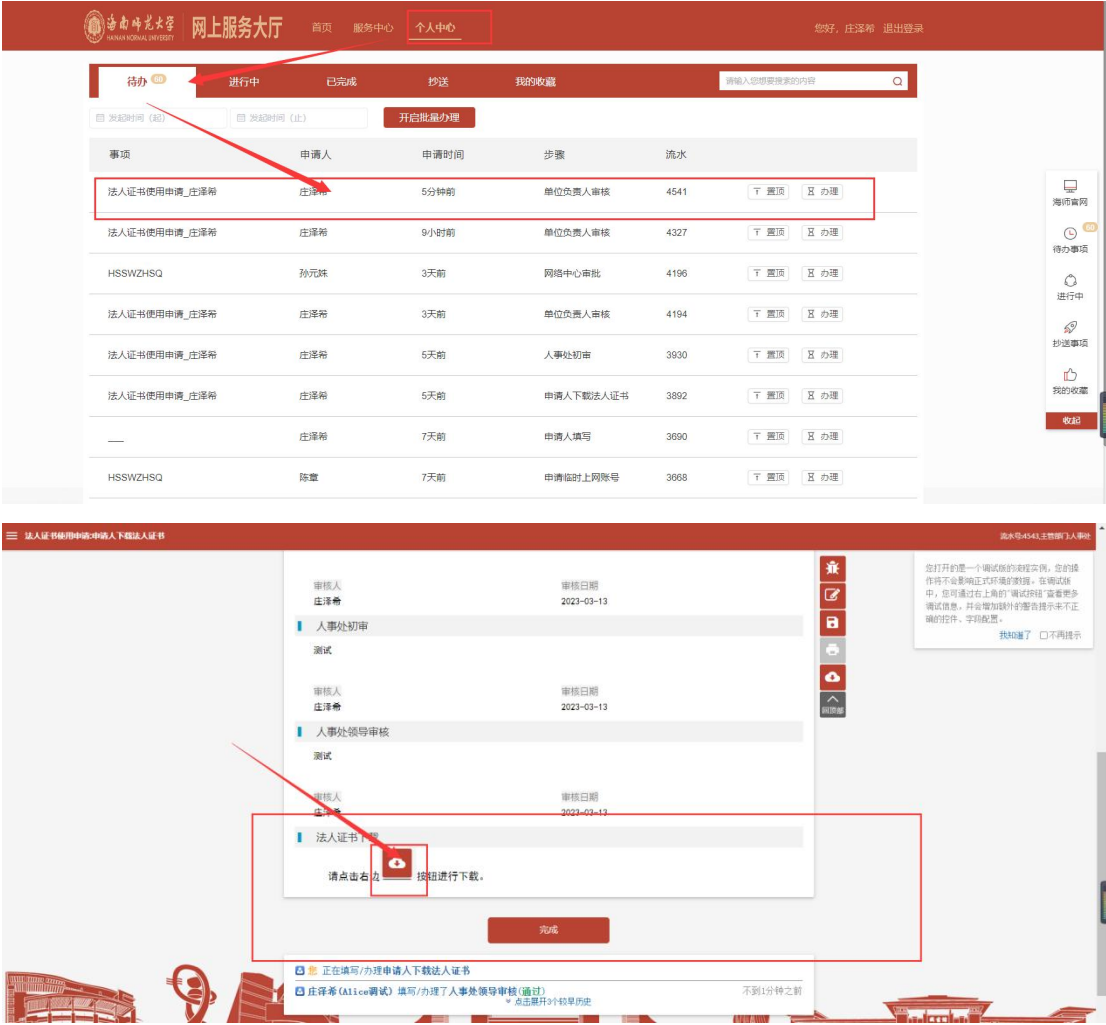 海南师范大学 网上服务大厅 首页 服务中心 个人中心 您好，庄泽希 退出登录
HAINAN NORMAL UNIVERSITY
待办 60 进行中 已完成 抄送 我的收藏 请输入您想要搜索的内容
发起时间（起） 发起时间（止） 开启批量办理
事项 申请人 申请时间 步骤 流水
法人证书使用申请_庄泽希 庄泽希 5分钟前 单位负责人审核 4541 置顶 办理
法人证书使用申请_庄泽希 庄泽希 9小时前 单位负责人审核 4327 置顶 办理
HSSWZHSQ 孙元姝 3天前 网络中心审批 4196 置顶 办理
法人证书使用申请_庄泽希 庄泽希 3天前 单位负责人审核 4194 置顶 办理
法人证书使用申请_庄泽希 庄泽希 5天前 人事处初审 3930 置顶 办理
法人证书使用申请_庄泽希 庄泽希 5天前 申请人下载法人证书 3892 置顶 办理
___ 庄泽希 7天前 申请人填写 3690 置顶 办理
HSSWZHSQ 陈童 7天前 申请临时上网账号 3668 置顶 办理
海师官网
60
待办事项
进行中
抄送事项
我的收藏
收起
法人证书使用申请:申请人下载法人证书 流水号:4543,主管部门:人事处
您打开的是一个调试版的流程实例，您的操
作将不会影响正式环境的数据。在调试版
中，您可通过右上角的"调试按钮"查看更多
调试信息，并会增加额外的警告提示来不正
确的控件、字段配置。
我知道了 不再提示
审核人 审核日期
庄泽希 2023-03-13
人事处初审
测试
审核人 审核日期
庄泽希 2023-03-13
回顶部
人事处领导审核
测试
审核人 审核日期
庄泽希 2023-03-13
法人证书下载
请点击右边 按钮进行下载。
完成
您 正在填写/办理申请人下载法人证书
庄泽希(Alice调试) 填写/办理了人事处领导审核(通过) 不到1分钟之前
点击展开3个较早历史